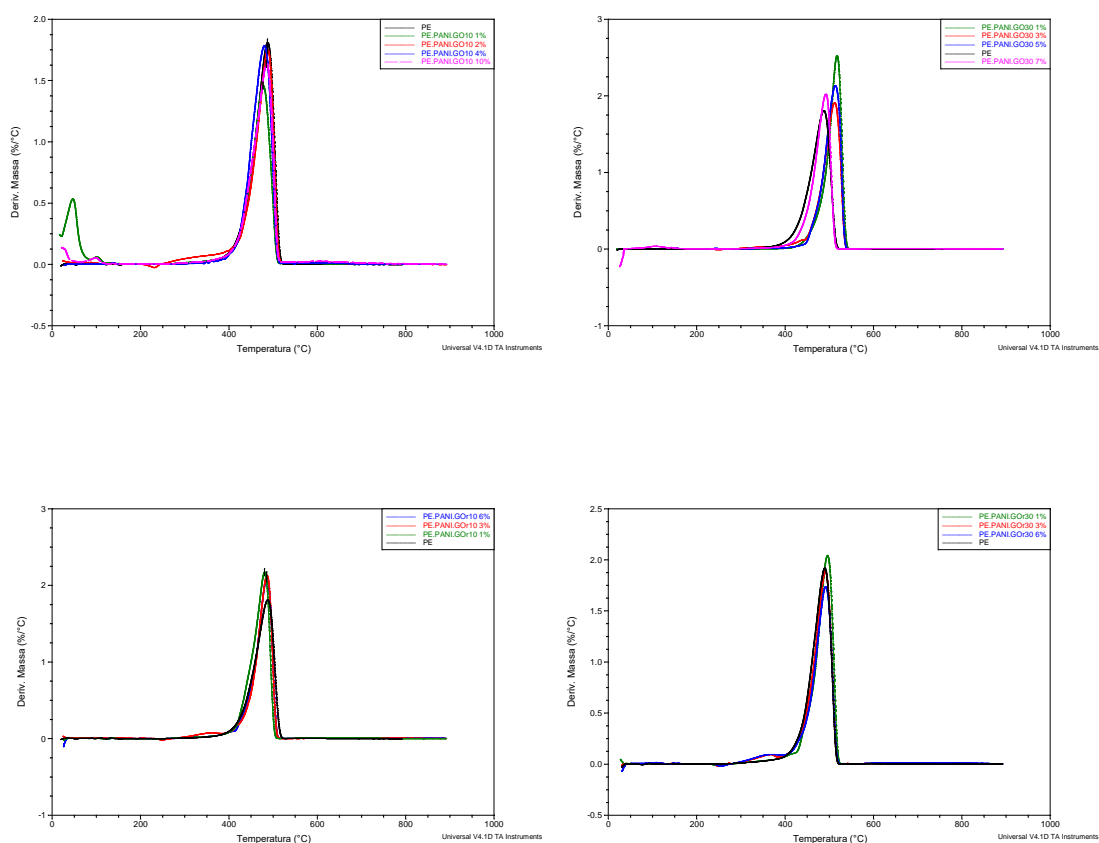 2.0
1.5
1.0
0.5
0.0
-0.5
Deriv. Massa (%/°C)
0
200
400
600
800
1000
Temperatura (°C)
Universal V4.1D TA Instruments
PE
PE.PANI.GO10 1%
PE.PANI.GO10 2%
PE.PANI.GO10 4%
PE.PANI.GO10 10%
3
2
1
0
-1
Deriv. Massa (%/°C)
0
200
400
600
800
1000
Temperatura (°C)
Universal V4.1D TA Instruments
PE.PANI.GO30 1%
PE.PANI.GO30 3%
PE.PANI.GO30 5%
PE
PE.PANI.GO30 7%
3
2
1
0
-1
Deriv. Massa (%/°C)
0
200
400
600
800
1000
Temperatura (°C)
Universal V4.1D TA Instruments
PE.PANI.GOr10 6%
PE.PANI.GOr10 3%
PE.PANI.GOr10 1%
PE
2.5
2.0
1.5
1.0
0.5
0.0
-0.5
Deriv. Massa (%/°C)
0
200
400
600
800
1000
Temperatura (°C)
Universal V4.1D TA Instruments
PE.PANI.GOr30 1%
PE.PANI.GOr30 3%
PE.PANI.GOr30 6%
PE